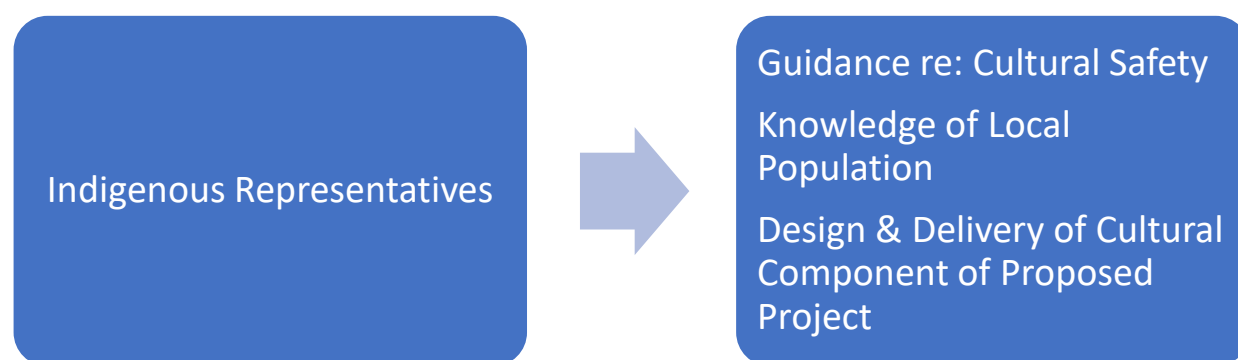 Indigenous Representatives
Guidance re: Cultural Safety
Knowledge of Local
Population
Design & Delivery of Cultural
Component of Proposed
Project